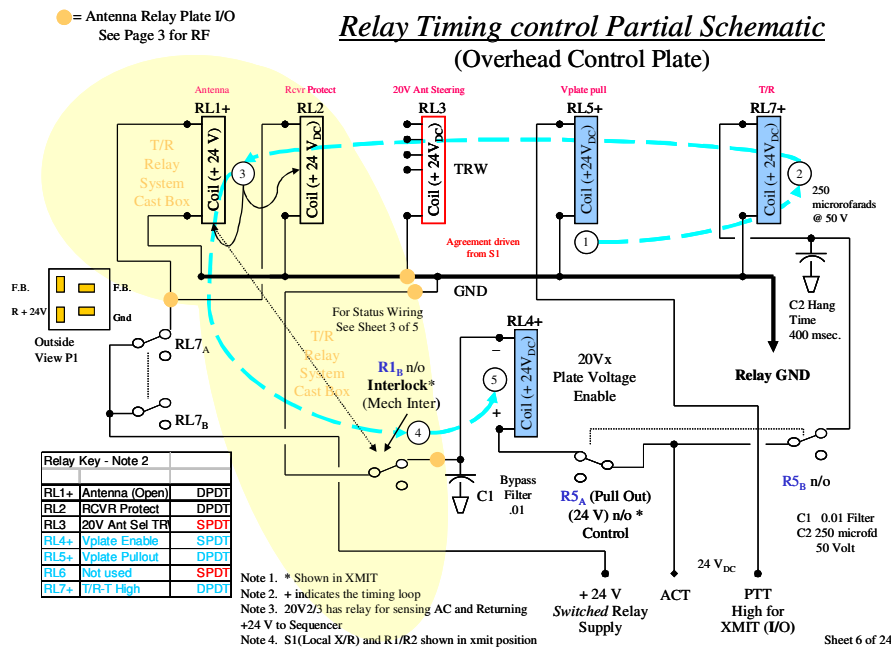 = Antenna Relay Plate I/O
See Page 3 for RF
Relay Timing control Partial Schematic
(Overhead Control Plate)
Antenna
RL1+
Rcvr Protect
RL2
20V Ant Steering
RL3
Vplate pull
RL5+
T/R
RL7+
Coil (+ 24 V)
Coil (+ 24 VDC)
Coil (+ 24VDC)
Coil (+ 24VDC)
Coil (+ 24VDC)
T/R
Relay
System
Cast Box
3
TRW
2
1
250
microrofarads
@ 50 V
Agreement driven
from S1
GND
C2 Hang
Time
400 msec.
F.B.
F.B.
R + 24V
Gnd
Outside
View P1
RL7A
RL7B
For Status Wiring
See Sheet 3 of 5
T/R
Relay
System
Cast Box
R1B n/o
Interlock*
(Mech Inter)
RL4+
–
+
Coil (+ 24VDC)
5
4
20Vx
Plate Voltage
Enable
Relay GND
C1
Bypass
Filter
.01
R5A (Pull Out)
(24 V) n/o *
Control
R5B n/o
C1 0.01 Filter
C2 250 microfd
50 Volt
Relay Key - Note 2
RL1+ Antenna (Open) DPDT
RL2 RCVR Protect DPDT
RL3 20V Ant Sel TRW SPDT
RL4+ Vplate Enable SPDT
RL5+ Vplate Pullout DPDT
RL6 Not used SPDT
RL7+ T/R-T High DPDT
Note 1. * Shown in XMIT
Note 2. + indicates the timing loop
Note 3. 20V2/3 has relay for sensing AC and Returning
+24 V to Sequencer
Note 4. S1(Local X/R) and R1/R2 shown in xmit position
+ 24 V
Switched Relay
Supply
ACT
24 VDC
PTT
High for
XMIT (I/O)
Sheet 6 of 24